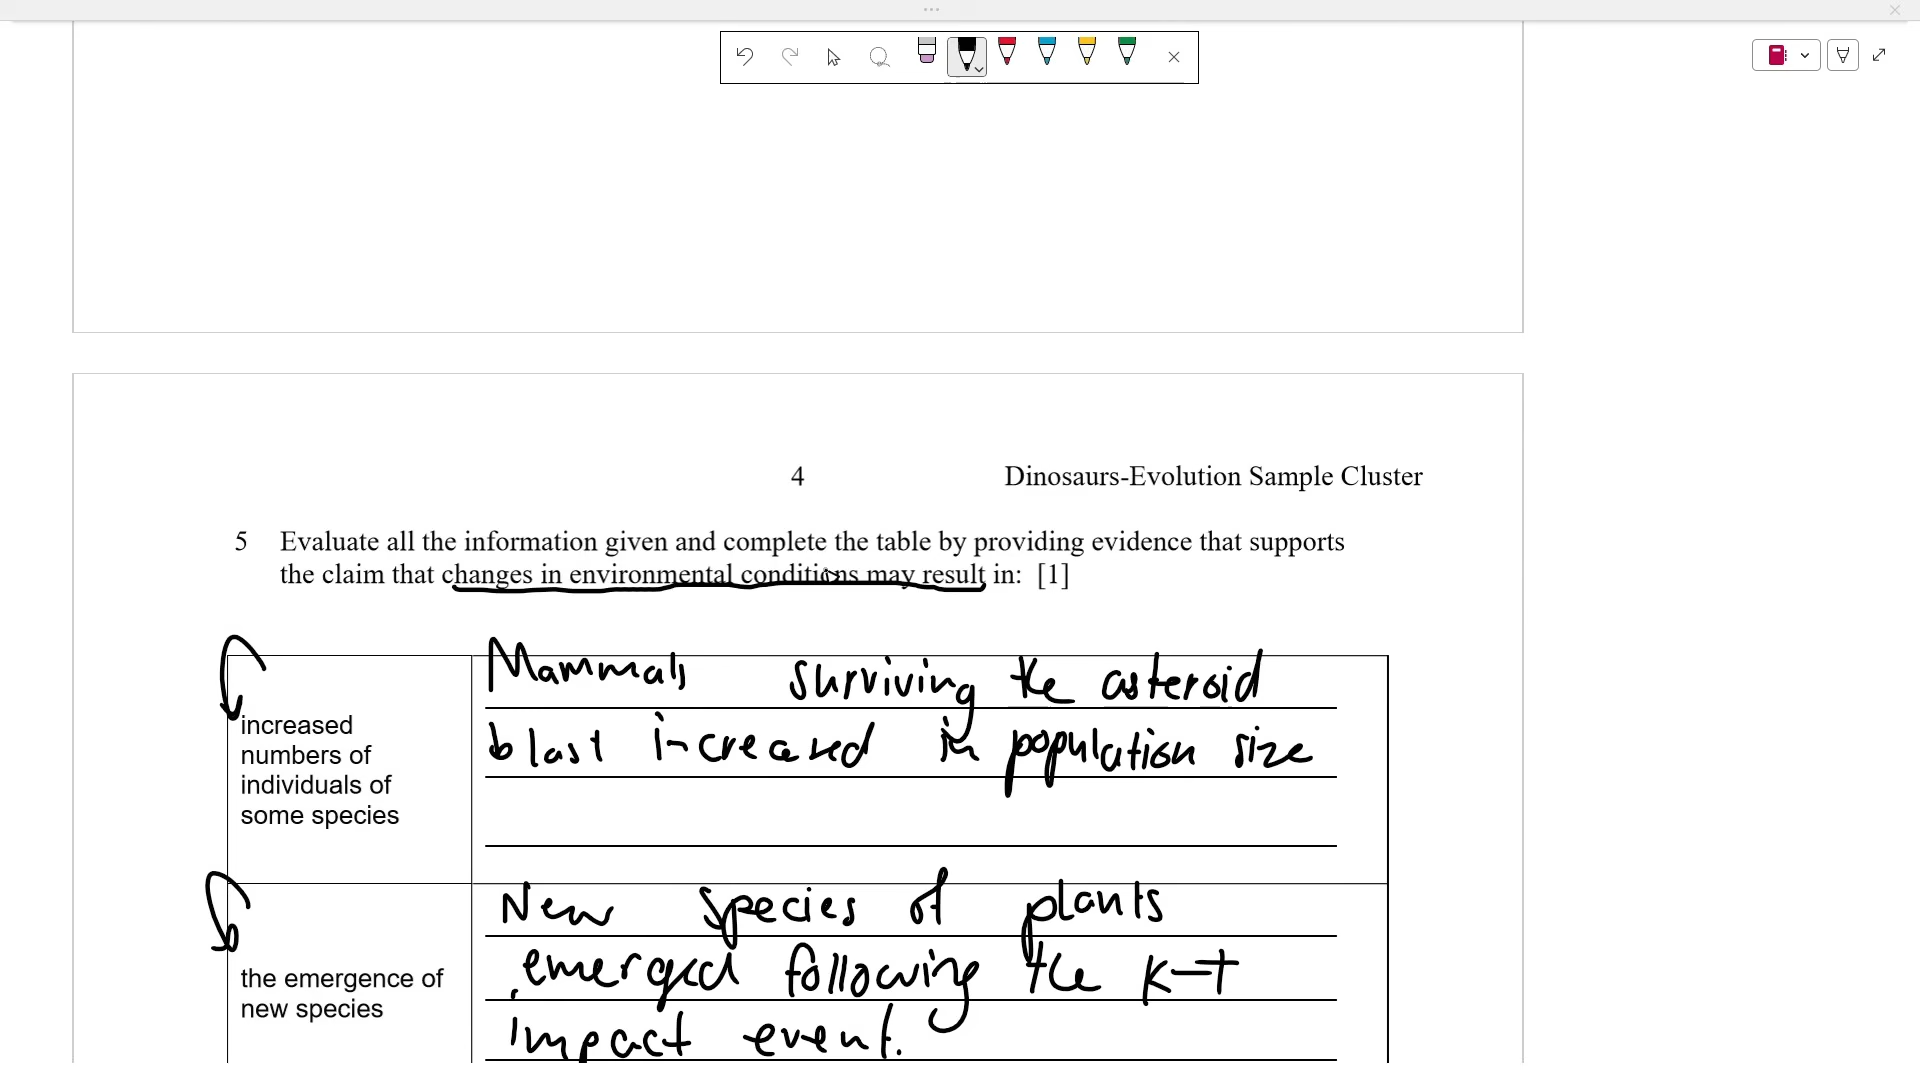 4 Dinosaurs-Evolution Sample Cluster
5 Evaluate all the information given and complete the table by providing evidence that supports
the claim that changes in environmental conditions may result in: [1]
increased
numbers of
individuals of
some species
Mammals surviving the asteroid
blast increased in population size
the emergence of
new species
New species of plants
emerged following the K-T
impact event.